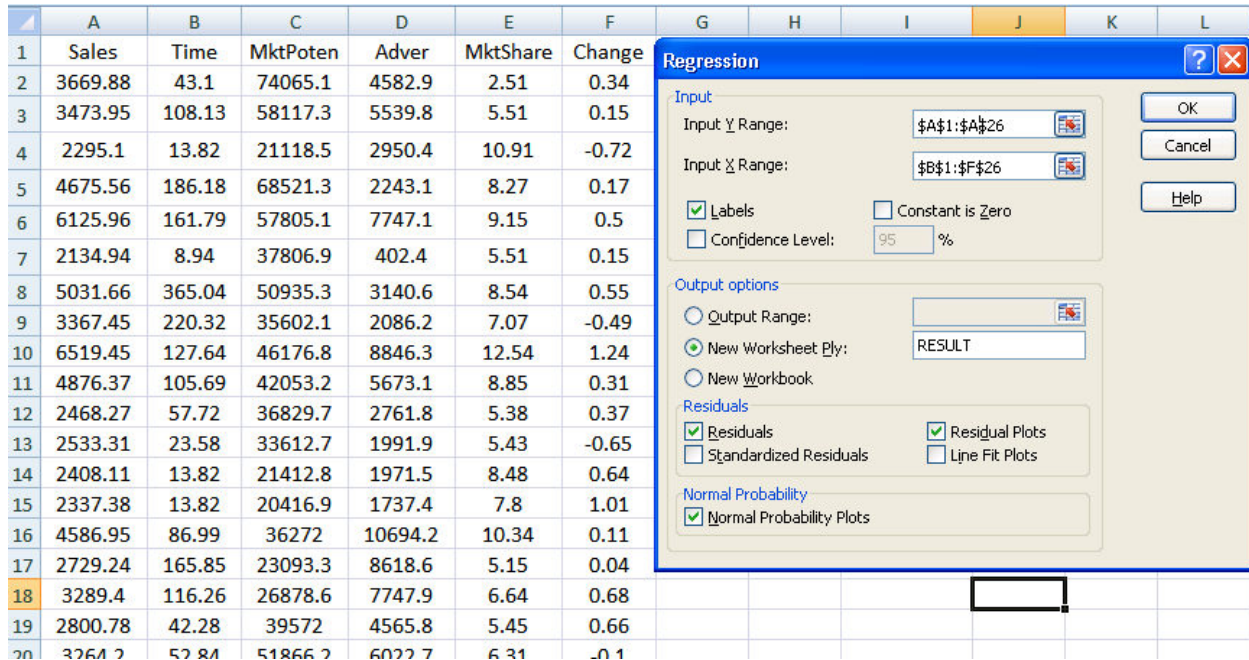 A B C D E F G H I J K L
1 Sales Time MktPoten Adver MktShare Change
2 3669.88 43.1 74065.1 4582.9 2.51 0.34
3 3473.95 108.13 58117.3 5539.8 5.51 0.15
4 2295.1 13.82 21118.5 2950.4 10.91 -0.72
5 4675.56 186.18 68521.3 2243.1 8.27 0.17
6 6125.96 161.79 57805.1 7747.1 9.15 0.5
7 2134.94 8.94 37806.9 402.4 5.51 0.15
8 5031.66 365.04 50935.3 3140.6 8.54 0.55
9 3367.45 220.32 35602.1 2086.2 7.07 -0.49
10 6519.45 127.64 46176.8 8846.3 12.54 1.24
11 4876.37 105.69 42053.2 5673.1 8.85 0.31
12 2468.27 57.72 36829.7 2761.8 5.38 0.37
13 2533.31 23.58 33612.7 1991.9 5.43 -0.65
14 2408.11 13.82 21412.8 1971.5 8.48 0.64
15 2337.38 13.82 20416.9 1737.4 7.8 1.01
16 4586.95 86.99 36272 10694.2 10.34 0.11
17 2729.24 165.85 23093.3 8618.6 5.15 0.04
18 3289.4 116.26 26878.6 7747.9 6.64 0.68
19 2800.78 42.28 39572 4565.8 5.45 0.66
20 3264.2 52.84 51866.2 6022.7 6.31 -0.1
Regression ?
Input
Input Y Range: $A$1:$A$26
Input X Range: $B$1:$F$26
Labels Constant is Zero
Confidence Level: 95 %
OK
Cancel
Help
Output options
Output Range:
New Worksheet Ply: RESULT
New Workbook
Residuals
Residuals Residual Plots
Standardized Residuals Line Fit Plots
Normal Probability
Normal Probability Plots